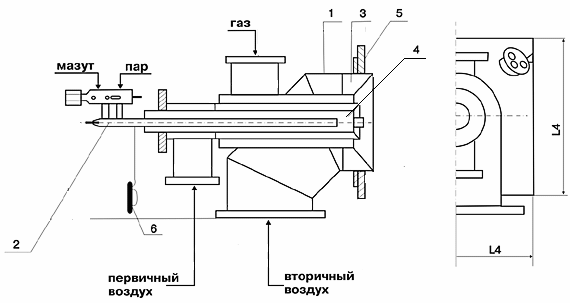 газ
1
3
5
4
мазут
пар
2
6
первичный
воздух
вторичный
воздух
L4
L4